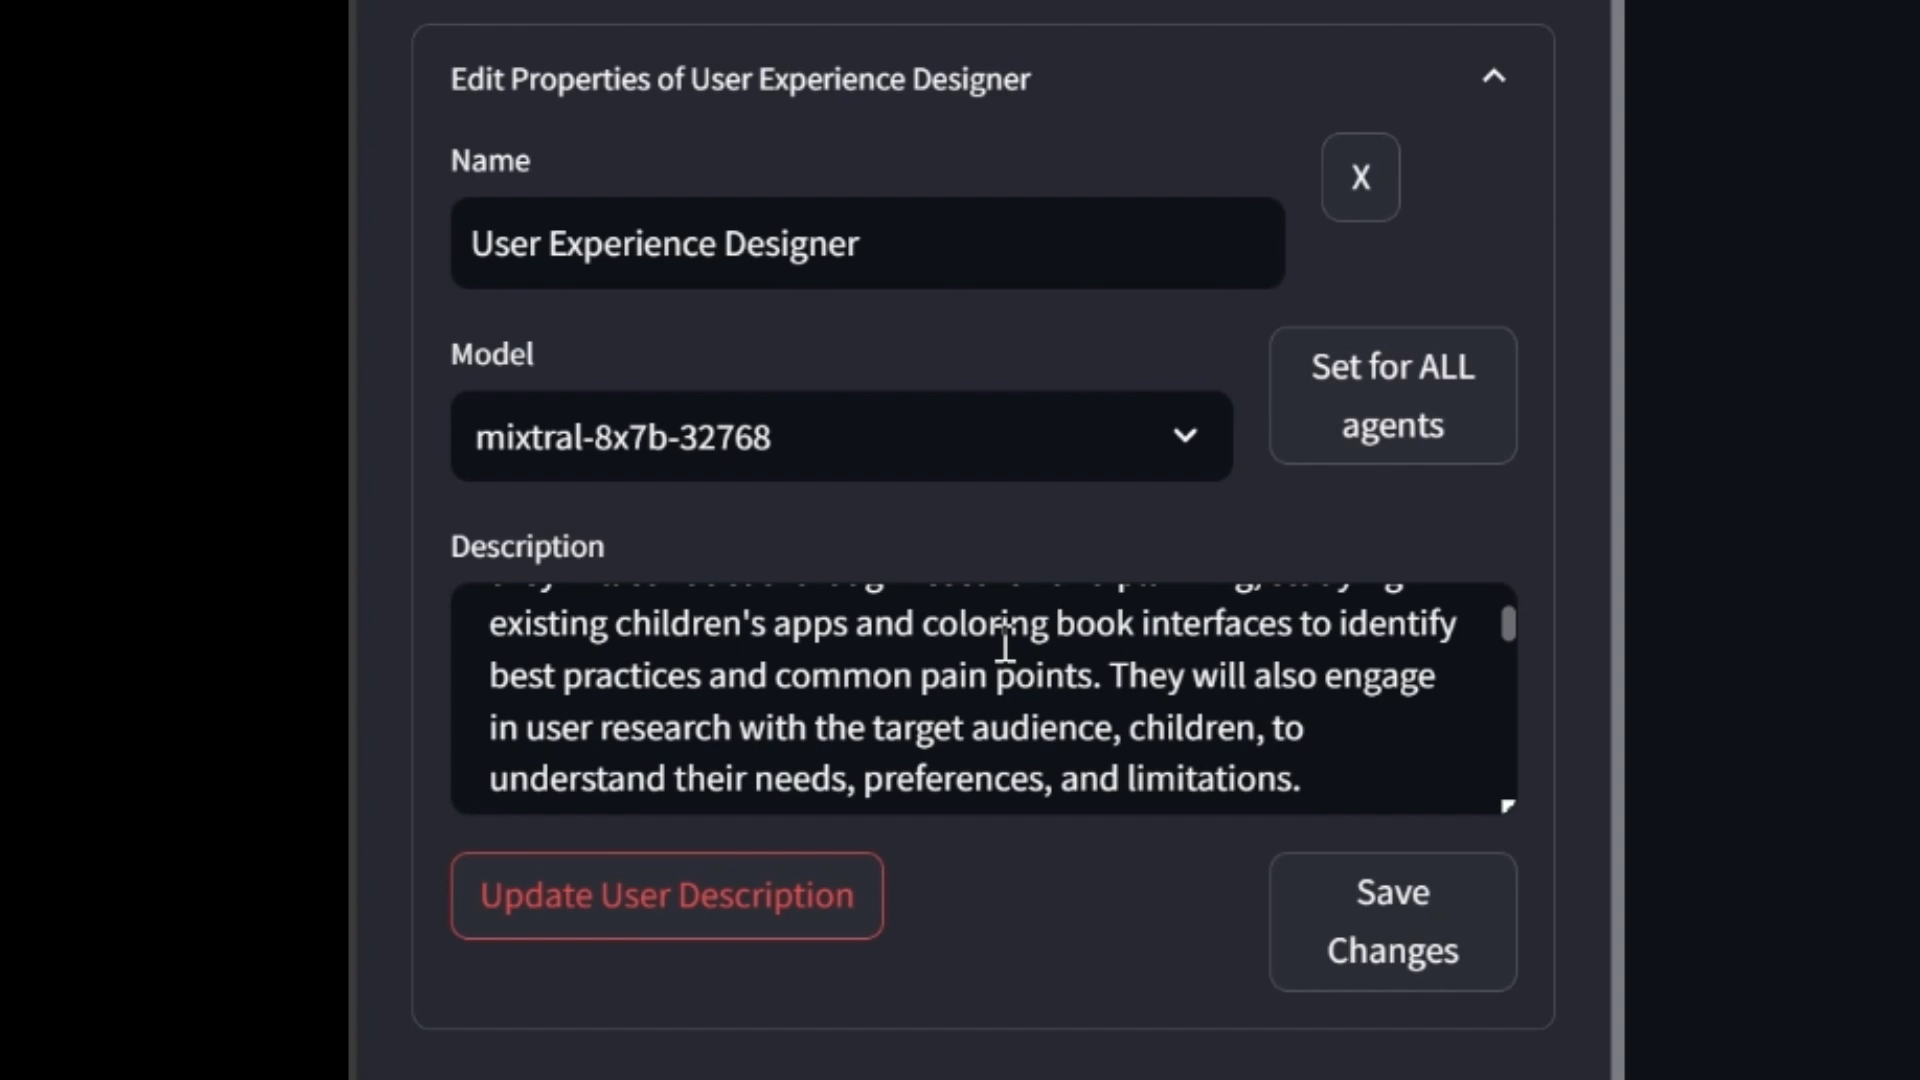 Edit Properties of User Experience Designer
Name
X
User Experience Designer
Model
Set for ALL
agents
mixtral-8x7b-32768
Description
existing children's apps and coloring book interfaces to identify
best practices and common pain points. They will also engage
in user research with the target audience, children, to
understand their needs, preferences, and limitations.
Update User Description
Save
Changes